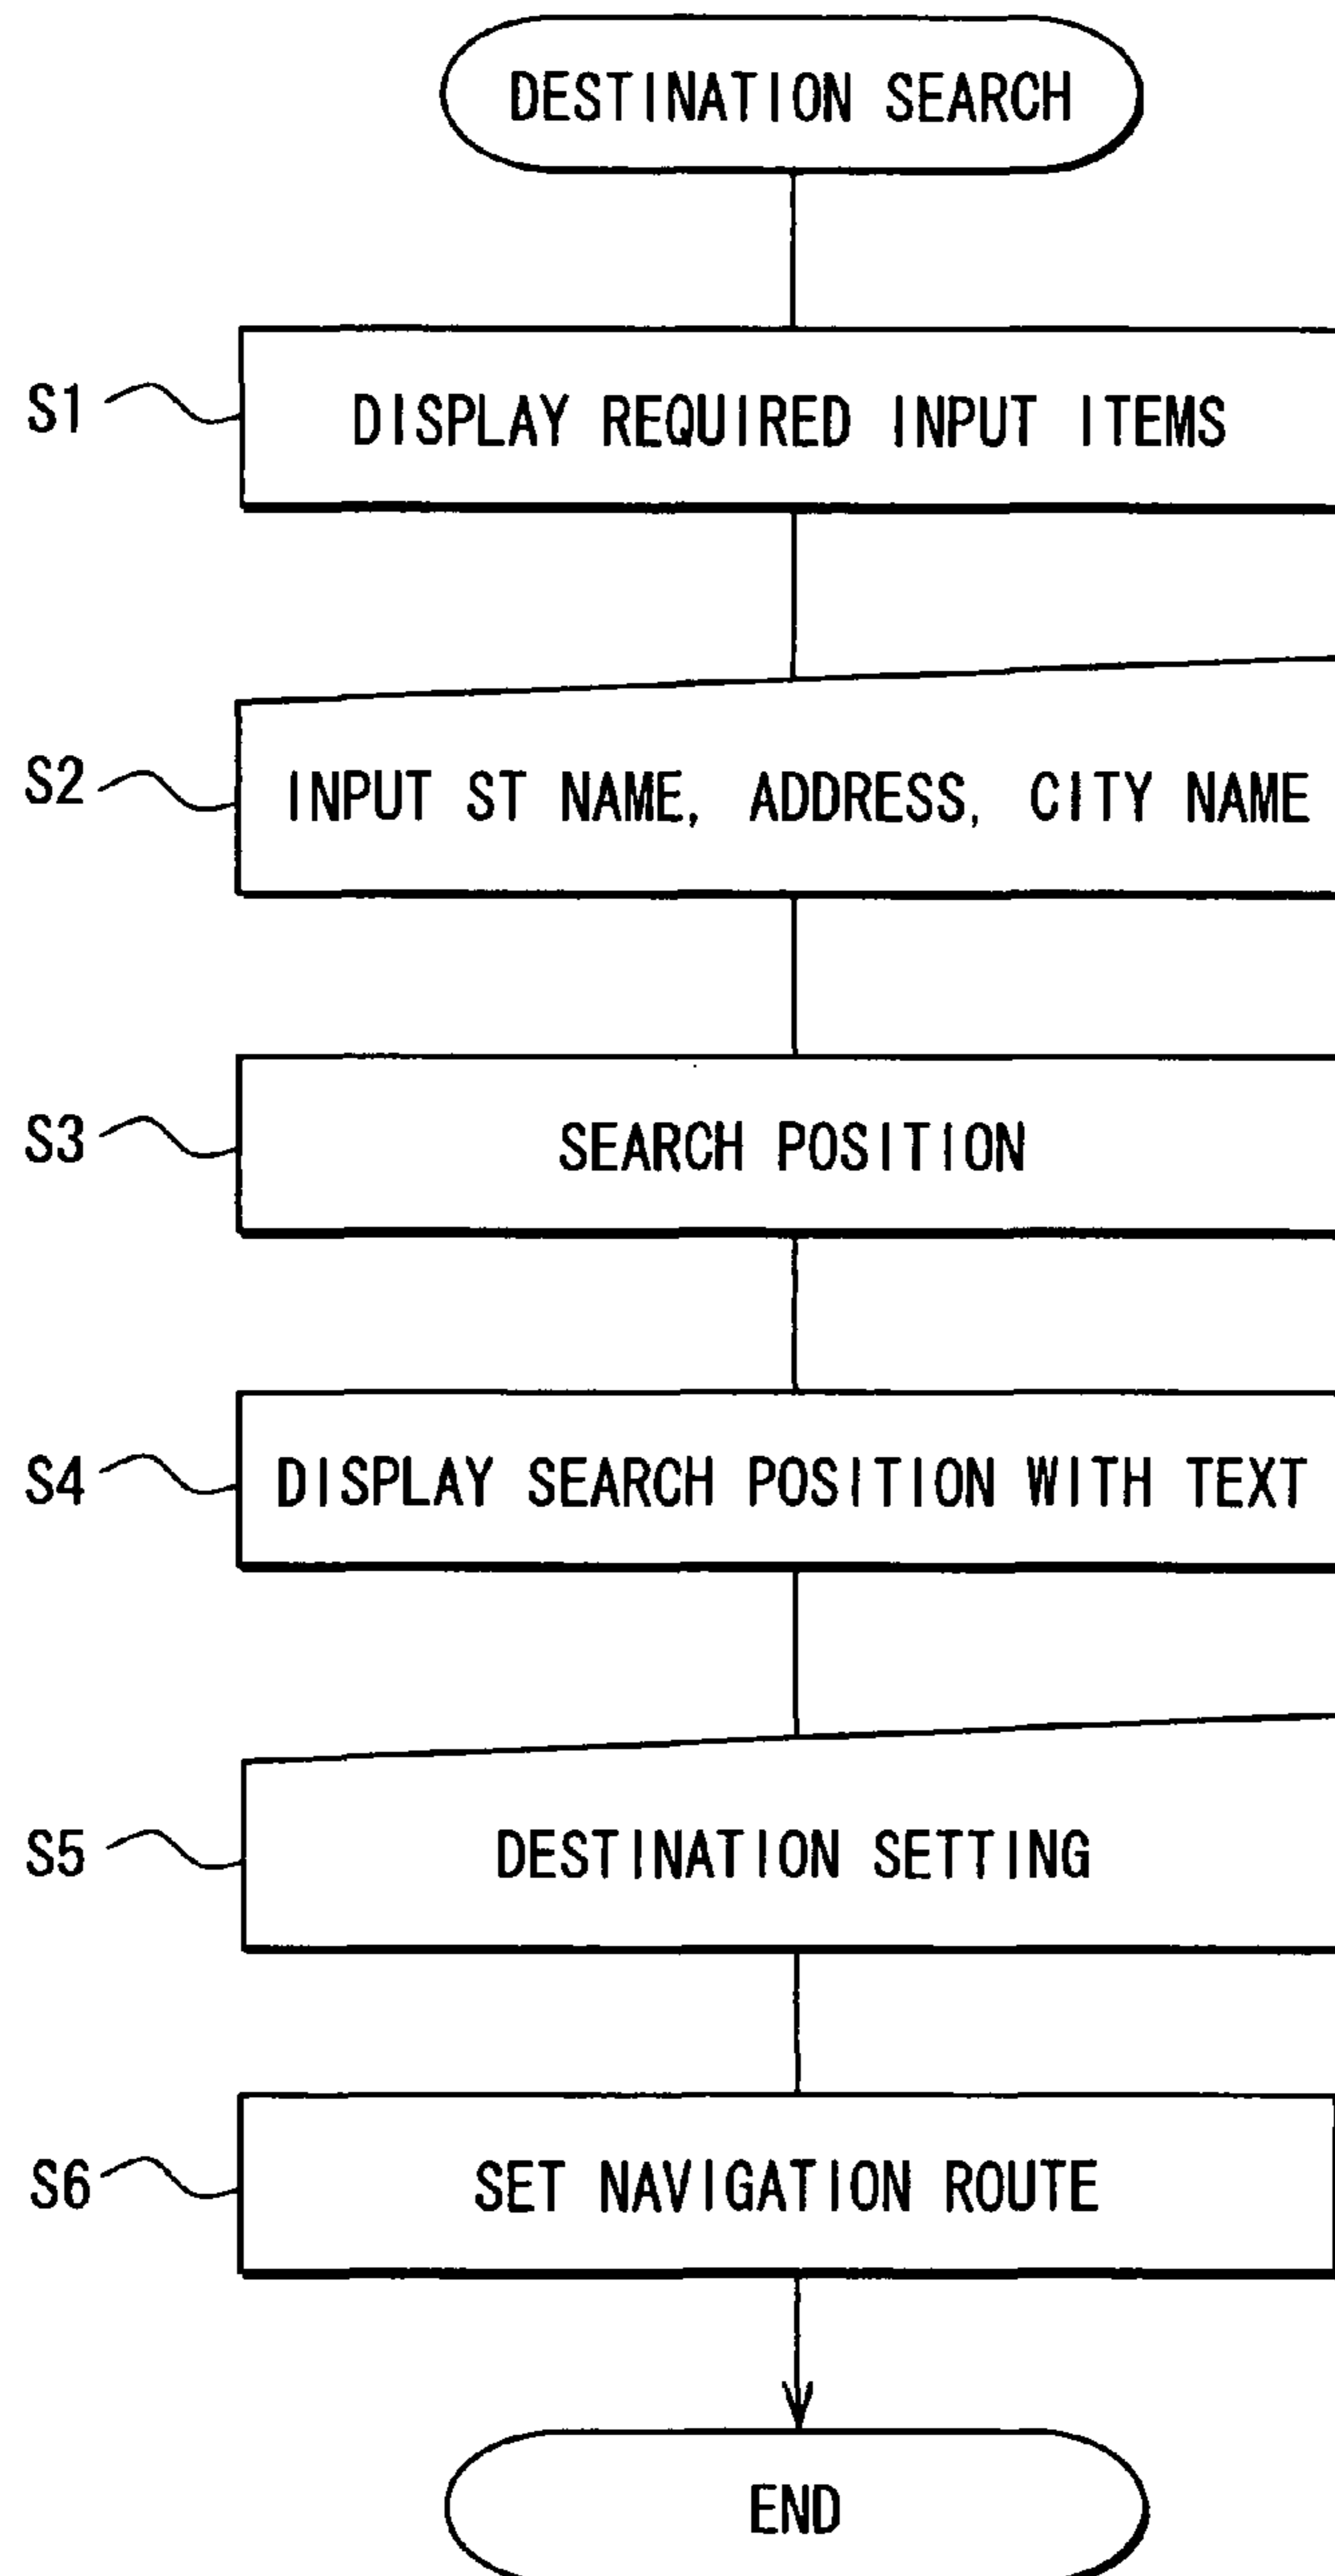 DESTINATION SEARCH
S1 DISPLAY REQUIRED INPUT ITEMS
S2 INPUT ST NAME, ADDRESS, CITY NAME
S3 SEARCH POSITION
S4 DISPLAY SEARCH POSITION WITH TEXT
S5 DESTINATION SETTING
S6 SET NAVIGATION ROUTE
END